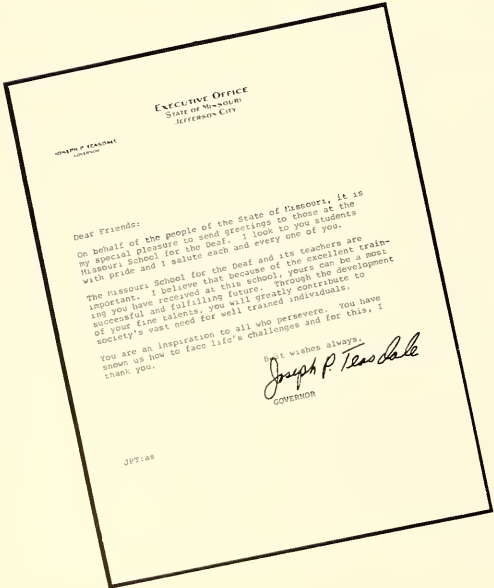 EXECUTIVE OFFICE
STATE OF MISSOURI
JEFFERSON CITY
JOSEPH P. TEASDALE
GOVERNOR
Dear Friends:
On behalf of the people of the State of Missouri, it is
my special pleasure to send greetings to those at the
Missouri School for the Deaf. I look to you students
with pride and I salute each and every one of you.
The Missouri School for the Deaf and its teachers are
important. I believe that because of the excellent train-
ing you have received at this school, yours can be a most
successful and fulfilling future. Through the development
of your fine talents, you will greatly contribute to
society's vast need for well trained individuals.
You are an inspiration to all who persevere. You have
shown us how to face life's challenges and for this, I
thank you.
Best wishes always,
Joseph P. Teasdale
GOVERNOR
JPT:as